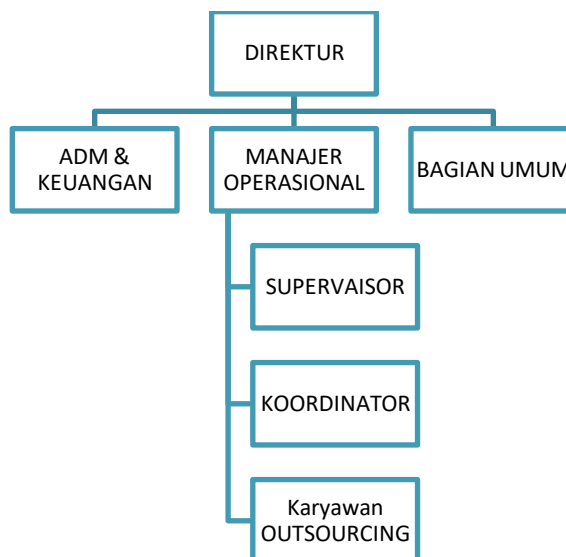 DIREKTUR
ADM &
KEUANGAN
MANAJER
OPERASIONAL
BAGIAN UMUM
SUPERVAISOR
KOORDINATOR
Karyawan
OUTSOURCING